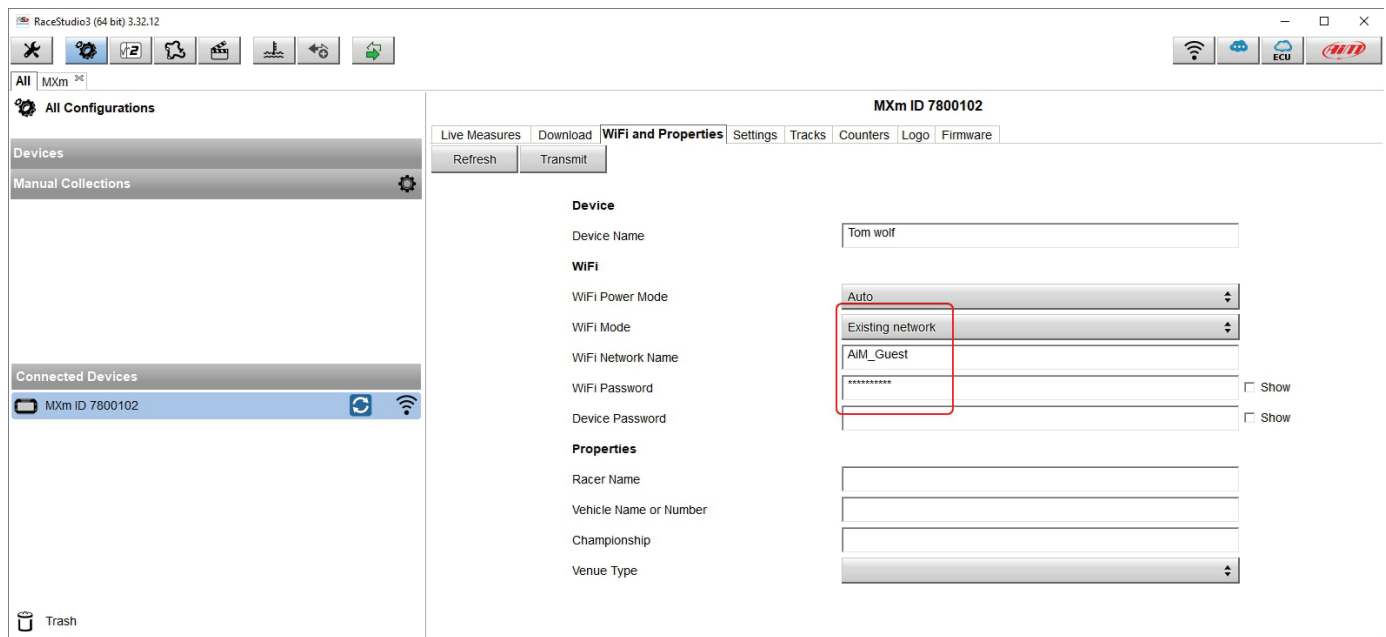 RaceStudio3 (64 bit) 3.32.12
ECU
AiM
All MXm
All Configurations
Devices
Manual Collections
Connected Devices
MXm ID 7800102
Trash
MXm ID 7800102
Live Measures Download WiFi and Properties Settings Tracks Counters Logo Firmware
Refresh Transmit
Device
Device Name Tom wolf
WiFi
WiFi Power Mode Auto
WiFi Mode Existing network
WiFi Network Name AiM_Guest
WiFi Password ********** Show
Device Password Show
Properties
Racer Name
Vehicle Name or Number
Championship
Venue Type